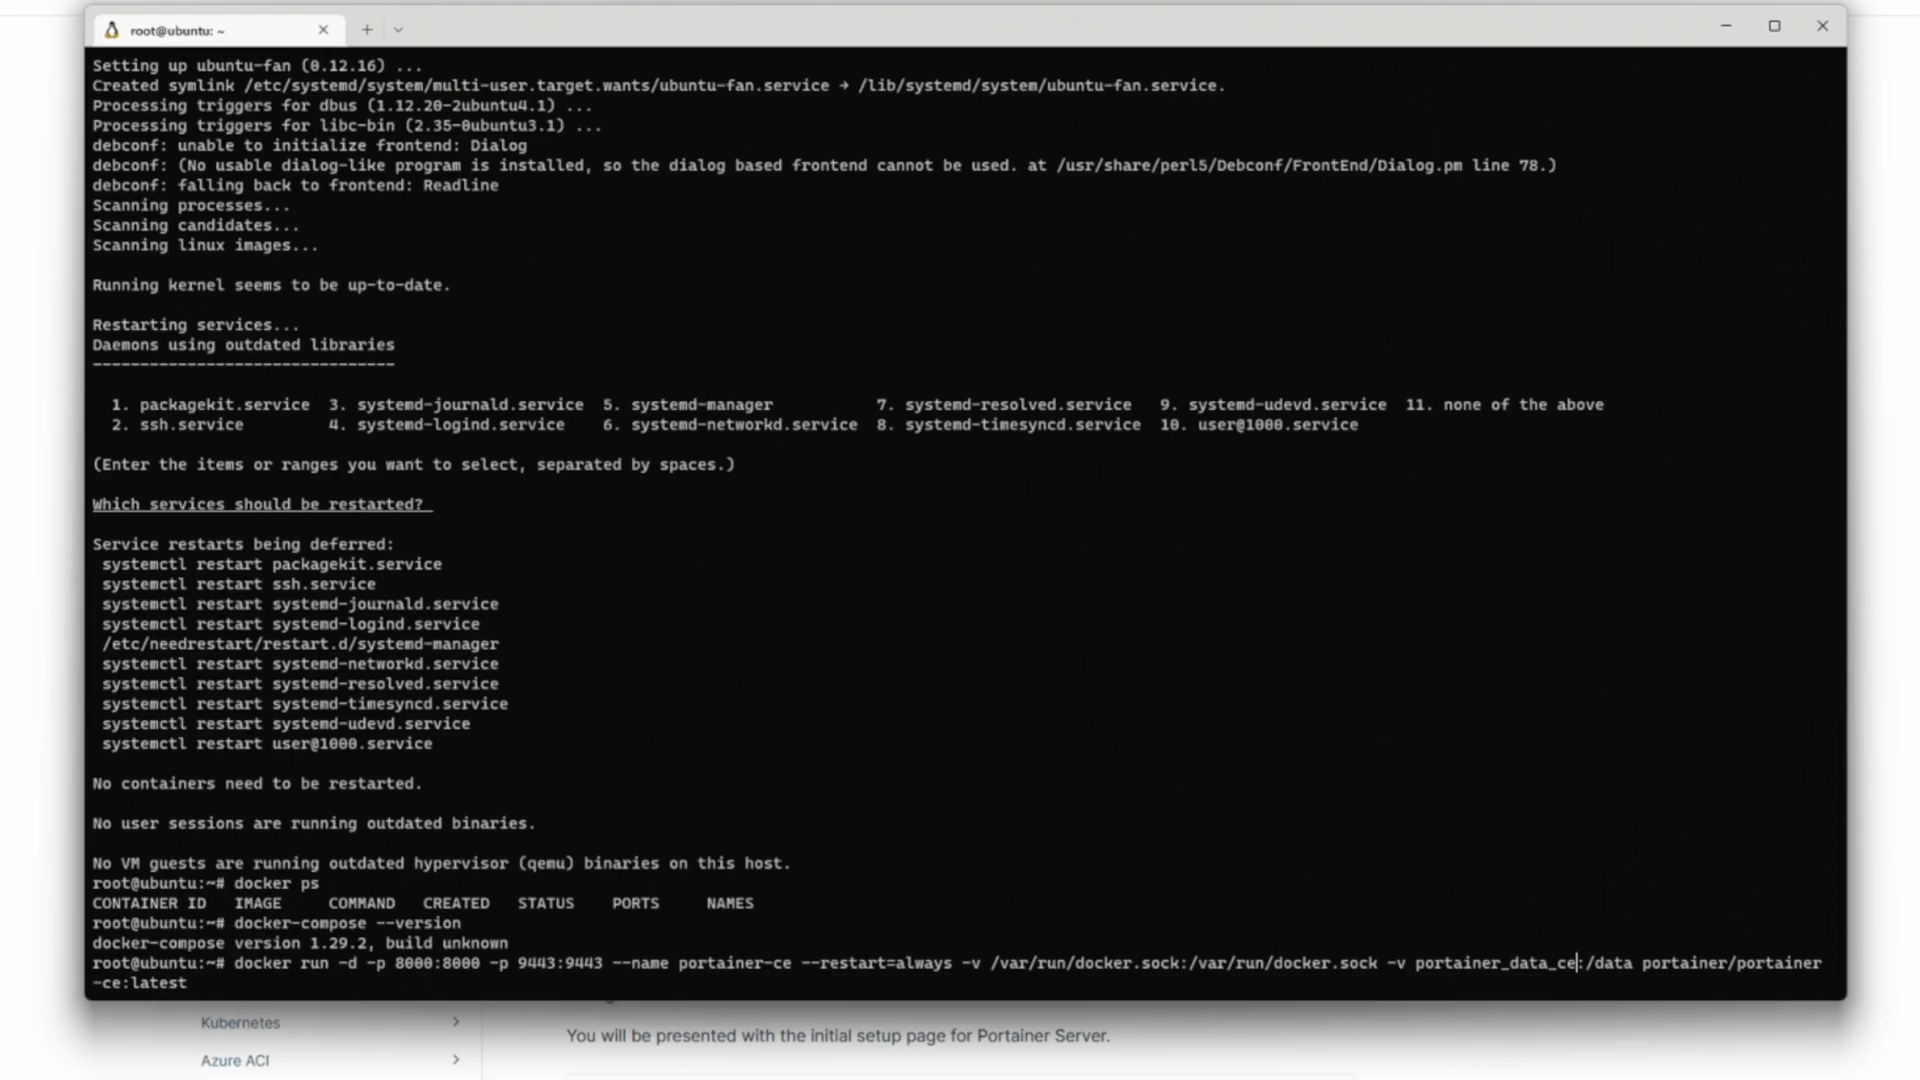 root@ubuntu: ~
Setting up ubuntu-fan (0.12.16) ...
Created symlink /etc/systemd/system/multi-user.target.wants/ubuntu-fan.service → /lib/systemd/system/ubuntu-fan.service.
Processing triggers for dbus (1.12.20-2ubuntu4.1) ...
Processing triggers for libc-bin (2.35-0ubuntu3.1) ...
debconf: unable to initialize frontend: Dialog
debconf: (No usable dialog-like program is installed, so the dialog based frontend cannot be used. at /usr/share/perl5/Debconf/FrontEnd/Dialog.pm line 78.)
debconf: falling back to frontend: Readline
Scanning processes...
Scanning candidates...
Scanning linux images...
Running kernel seems to be up-to-date.
Restarting services...
Daemons using outdated libraries
--------------------------------
1. packagekit.service 3. systemd-journald.service 5. systemd-manager 7. systemd-resolved.service 9. systemd-udevd.service 11. none of the above
2. ssh.service 4. systemd-logind.service 6. systemd-networkd.service 8. systemd-timesyncd.service 10. user@1000.service
(Enter the items or ranges you want to select, separated by spaces.)
Which services should be restarted?
Service restarts being deferred:
systemctl restart packagekit.service
systemctl restart ssh.service
systemctl restart systemd-journald.service
systemctl restart systemd-logind.service
/etc/needrestart/restart.d/systemd-manager
systemctl restart systemd-networkd.service
systemctl restart systemd-resolved.service
systemctl restart systemd-timesyncd.service
systemctl restart systemd-udevd.service
systemctl restart user@1000.service
No containers need to be restarted.
No user sessions are running outdated binaries.
No VM guests are running outdated hypervisor (qemu) binaries on this host.
root@ubuntu:~# docker ps
CONTAINER ID IMAGE COMMAND CREATED STATUS PORTS NAMES
root@ubuntu:~# docker-compose --version
docker-compose version 1.29.2, build unknown
root@ubuntu:~# docker run -d -p 8000:8000 -p 9443:9443 --name portainer-ce --restart=always -v /var/run/docker.sock:/var/run/docker.sock -v portainer_data_ce:/data portainer/portainer
-ce:latest
Kubernetes
You will be presented with the initial setup page for Portainer Server.
Azure ACI